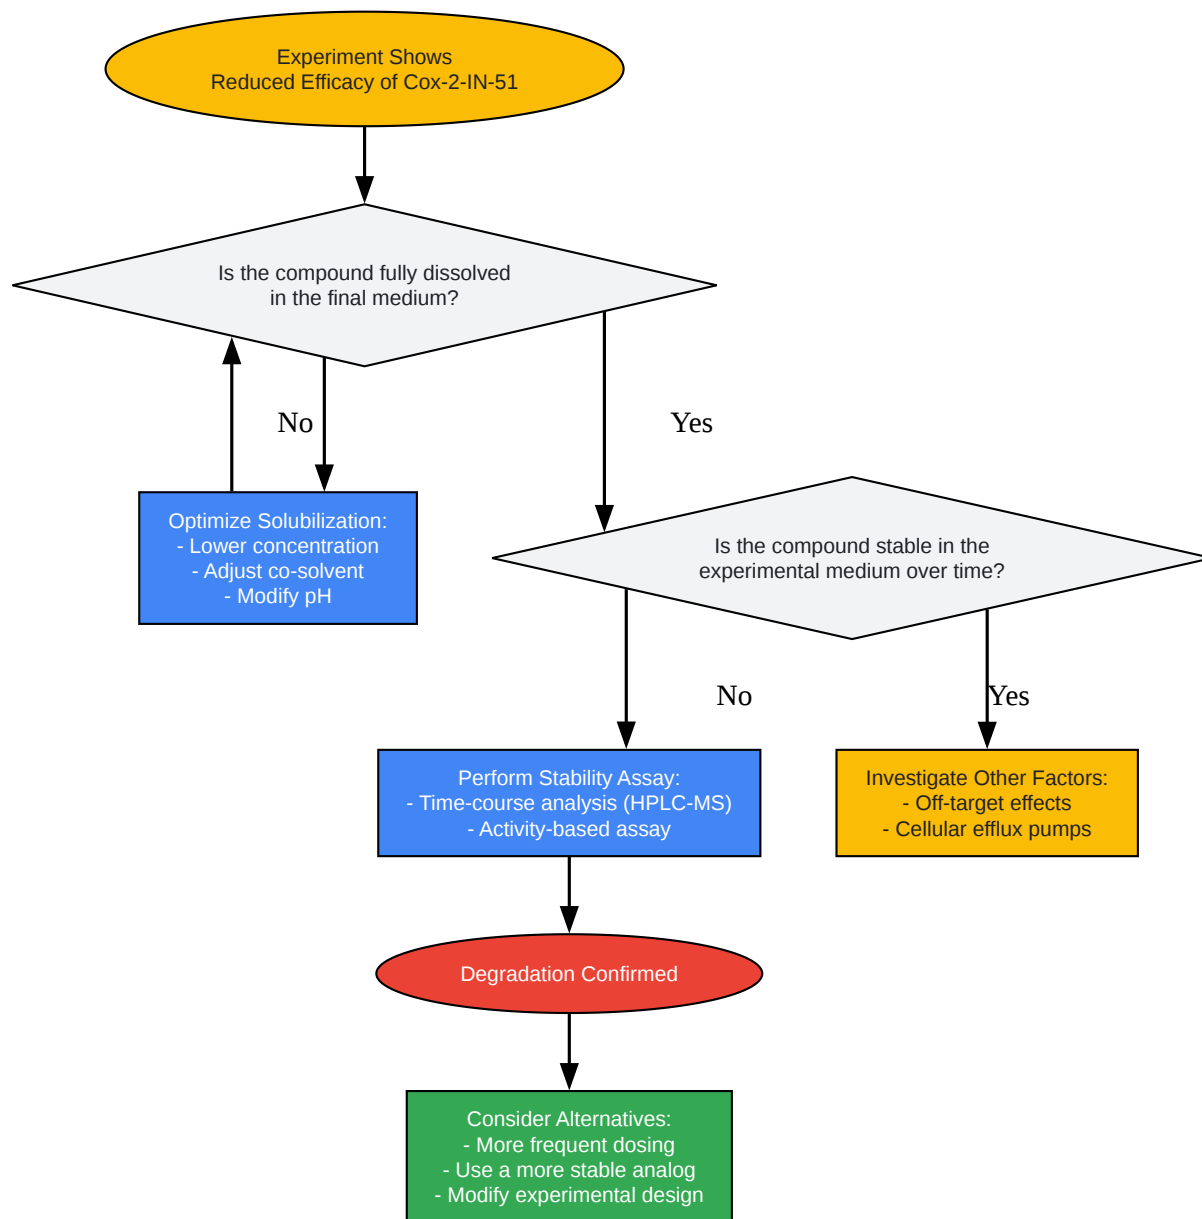 Experiment Shows
Reduced Efficacy of Cox-2-IN-51
Is the compound fully dissolved
in the final medium?
No
Yes
Optimize Solubilization:
- Lower concentration
- Adjust co-solvent
- Modify pH
Is the compound stable in the
experimental medium over time?
No
Yes
Perform Stability Assay:
- Time-course analysis (HPLC-MS)
- Activity-based assay
Investigate Other Factors:
- Off-target effects
- Cellular efflux pumps
Degradation Confirmed
Consider Alternatives:
- More frequent dosing
- Use a more stable analog
- Modify experimental design